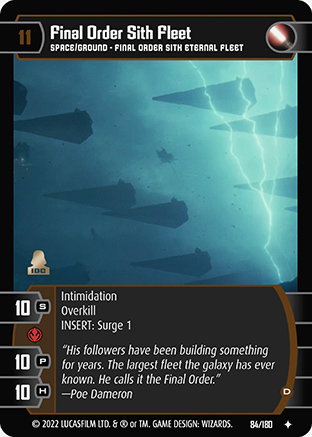 11
Final Order Sith Fleet
SPACE/GROUND - FINAL ORDER SITH ETERNAL FLEET
IDC
10 S
10 P
10 H
Intimidation
Overkill
INSERT: Surge 1
“His followers have been building something
for years. The largest fleet the galaxy has ever
known. He calls it the Final Order.”
—Poe Dameron
D
© 2022 LUCASFILM LTD. & ® OR TM. GAME DESIGN: WIZARDS. 84/180